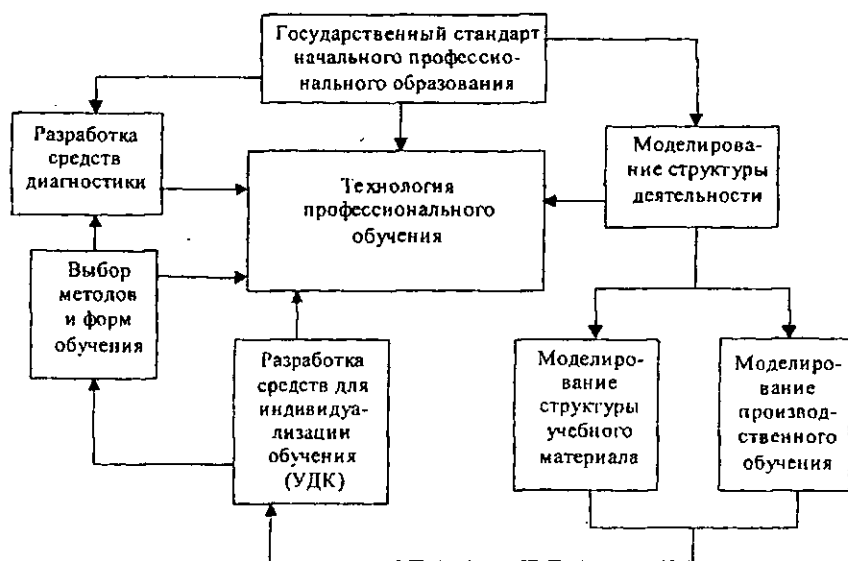 Государственный стандарт
начального профессио-
нального образования
Разработка
средств
диагностики
Технология
профессионального
обучения
Моделирова-
ние структуры
деятельности
Выбор
методов
и форм
обучения
Разработка
средств для
индивидуа-
лизации
обучения
(УДК)
Моделиро-
вание
структуры
учебного
материала
Моделиро-
вание
производ-
ственного
обучения